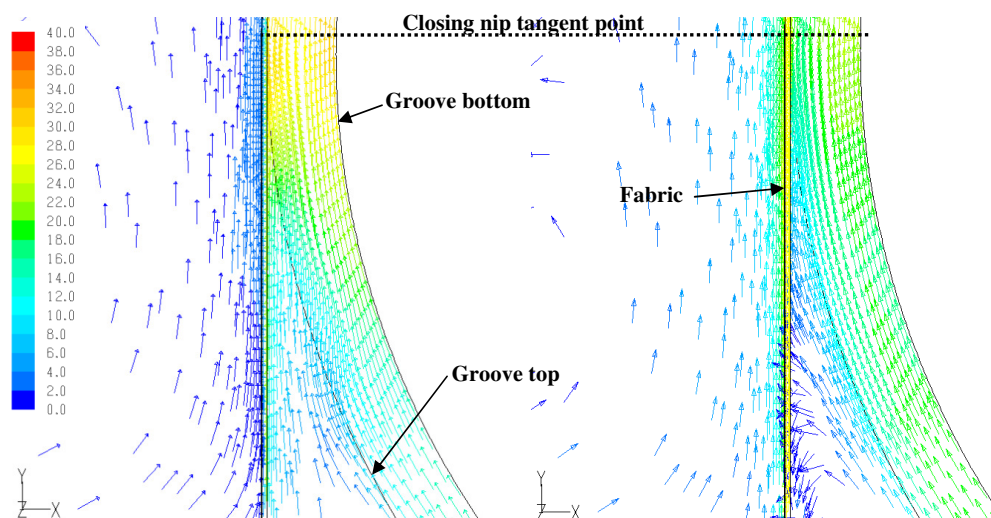 Closing nip tangent point
40.0
38.0
36.0
34.0
32.0
30.0
28.0
26.0
24.0
22.0
20.0
18.0
16.0
14.0
12.0
10.0
8.0
6.0
4.0
2.0
0.0
Groove bottom
Fabric
Groove top
Y
Z X
Y
Z X